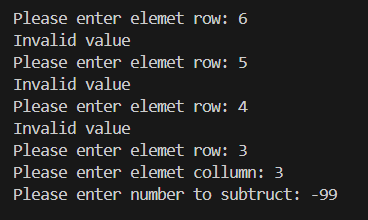 Please enter elemet row: 6
Invalid value
Please enter elemet row: 5
Invalid value
Please enter elemet row: 4
Invalid value
Please enter elemet row: 3
Please enter elemet collumn: 3
Please enter number to subtruct: -99